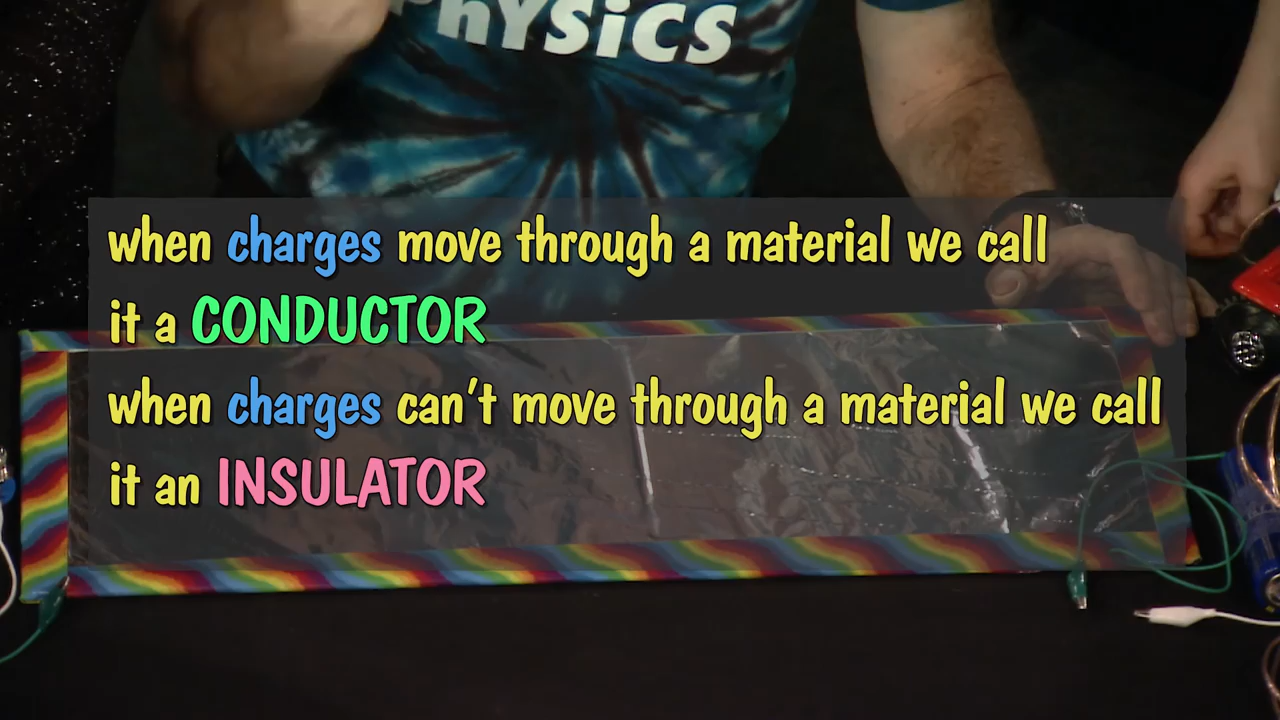 PhYSiCS
when charges move through a material we call
it a CONDUCTOR
when charges can't move through a material we call
it an INSULATOR